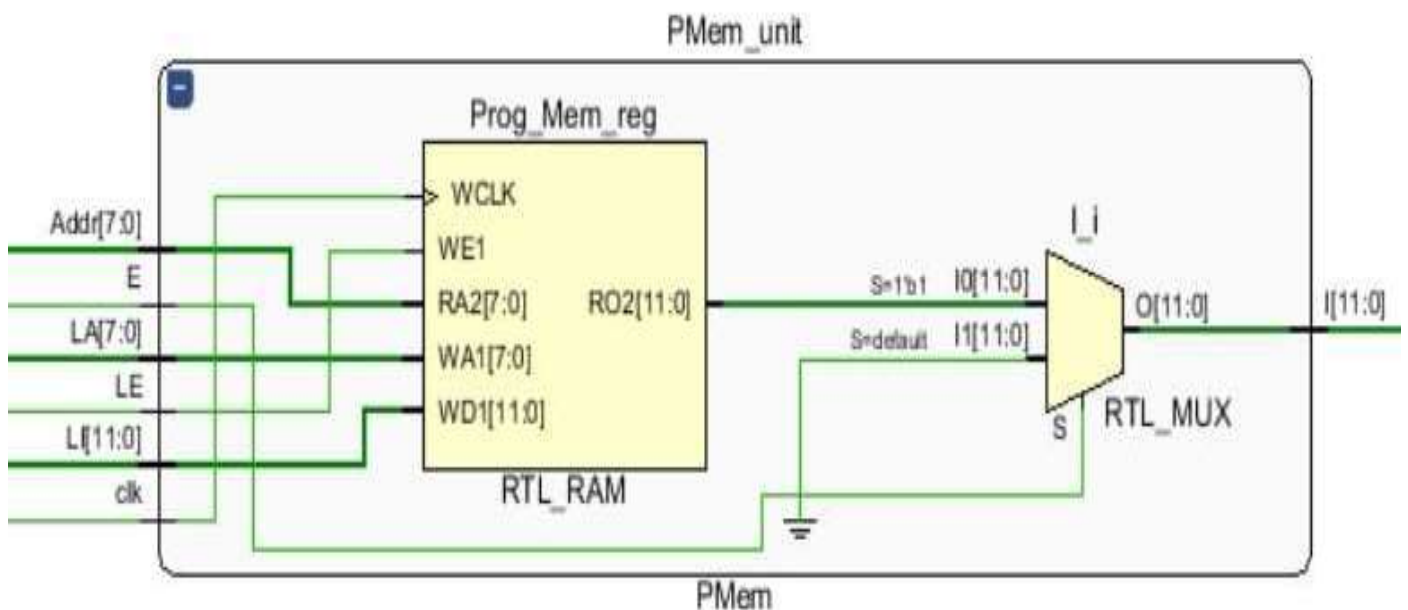 PMem_unit
-
Prog_Mem_reg
WCLK
Addr[7:0]
WE1
I_i
E
RA2[7:0]
RO2[11:0]
S=1'b1
I0[11:0]
O[11:0]
I[11:0]
LA[7:0]
WA1[7:0]
S=default
I1[11:0]
LE
WD1[11:0]
S
RTL_MUX
LI[11:0]
clk
RTL_RAM
PMem